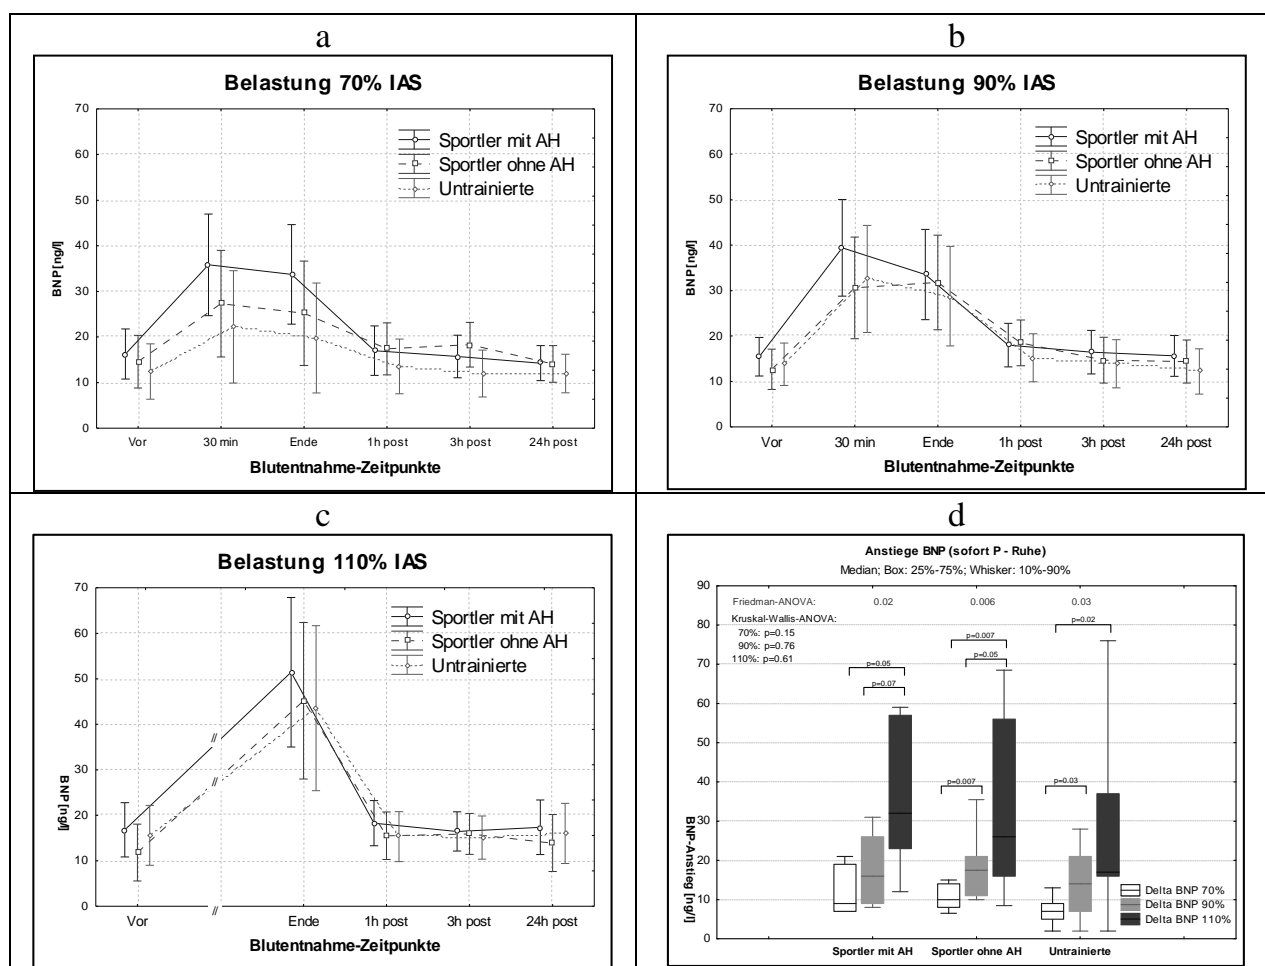 a
Belastung 70% IAS
70
60
50
40
30
20
10
0
BNP [ng/l]
Sportler mit AH
Sportler ohne AH
Untrainierte
Vor 30 min Ende 1h post 3h post 24h post
Blutentnahme-Zeitpunkte
b
Belastung 90% IAS
70
60
50
40
30
20
10
0
BNP [ng/l]
Sportler mit AH
Sportler ohne AH
Untrainierte
Vor 30 min Ende 1h post 3h post 24h post
Blutentnahme-Zeitpunkte
c
Belastung 110% IAS
70
60
50
40
30
20
10
0
BNP [ng/l]
Sportler mit AH
Sportler ohne AH
Untrainierte
//
//
//
Vor Ende 1h post 3h post 24h post
Blutentnahme-Zeitpunkte
d
Anstiege BNP (sofort P - Ruhe)
Median; Box: 25%-75%; Whisker: 10%-90%
90
80
70
60
50
40
30
20
10
0
BNP-Anstieg [ng/l]
Friedman-ANOVA: 0.02 0.006 0.03
Kruskal-Wallis-ANOVA:
70%: p=0.15
90%: p=0.76
110%: p=0.61
p=0.02
p=0.007
p=0.05
p=0.05
p=0.07
p=0.007
p=0.03
Delta BNP 70%
Delta BNP 90%
Delta BNP 110%
Sportler mit AH Sportler ohne AH Untrainierte